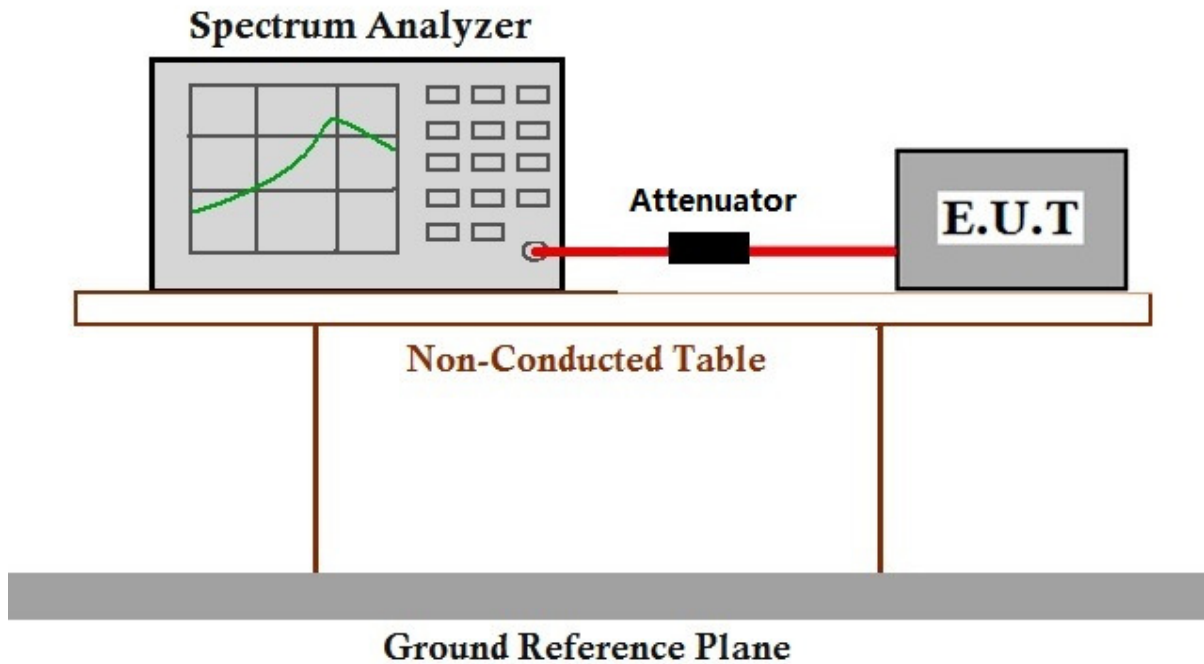 Spectrum Analyzer
Attenuator
E.U.T
Non-Conducted Table
Ground Reference Plane